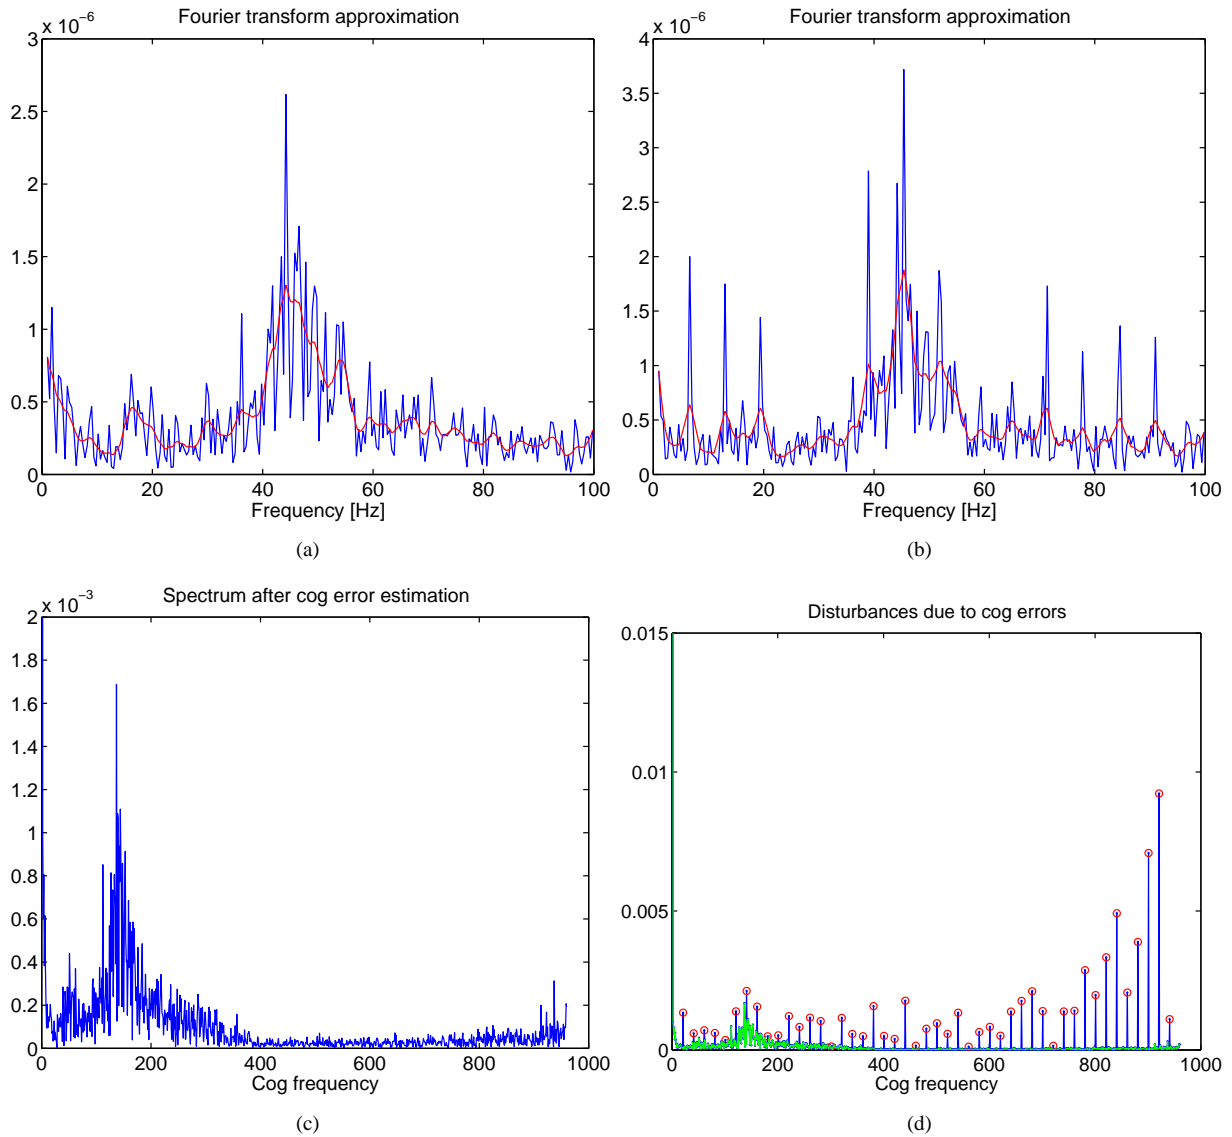 Fourier transform approximation
x 10⁻⁶
3
2.5
2
1.5
1
0.5
0
0 20 40 60 80 100
Frequency [Hz]
(a)
Fourier transform approximation
x 10⁻⁶
4
3.5
3
2.5
2
1.5
1
0.5
0
0 20 40 60 80 100
Frequency [Hz]
(b)
Spectrum after cog error estimation
x 10⁻³
2
1.8
1.6
1.4
1.2
1
0.8
0.6
0.4
0.2
0
0 200 400 600 800 1000
Cog frequency
(c)
Disturbances due to cog errors
0.015
0.01
0.005
0
0 200 400 600 800 1000
Cog frequency
(d)